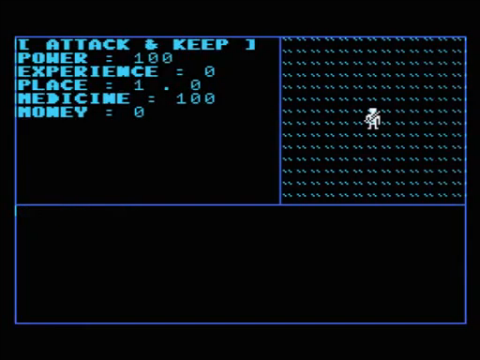 [ ATTACK & KEEP ]
POWER : 100
EXPERIENCE : 0
PLACE : 1 . 0
MEDICINE : 100
MONEY : 0